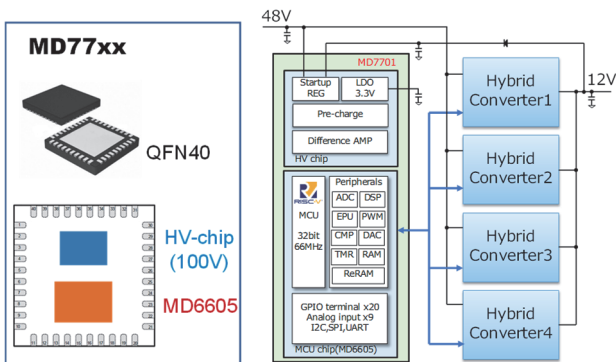 MD77xx
QFN40
HV-chip
(100V)
MD6605
48V
12V
MD7701
Startup
REG
LDO
3.3V
Pre-charge
Difference AMP
HV chip
RISC-V
MCU
32bit
66MHz
Peripherals
ADC
DSP
EPU
PWM
CMP
DAC
TMR
RAM
ReRAM
GPIO terminal x20
Analog input x9
I2C,SPI,UART
MCU chip(MD6605)
Hybrid
Converter1
Hybrid
Converter2
Hybrid
Converter3
Hybrid
Converter4